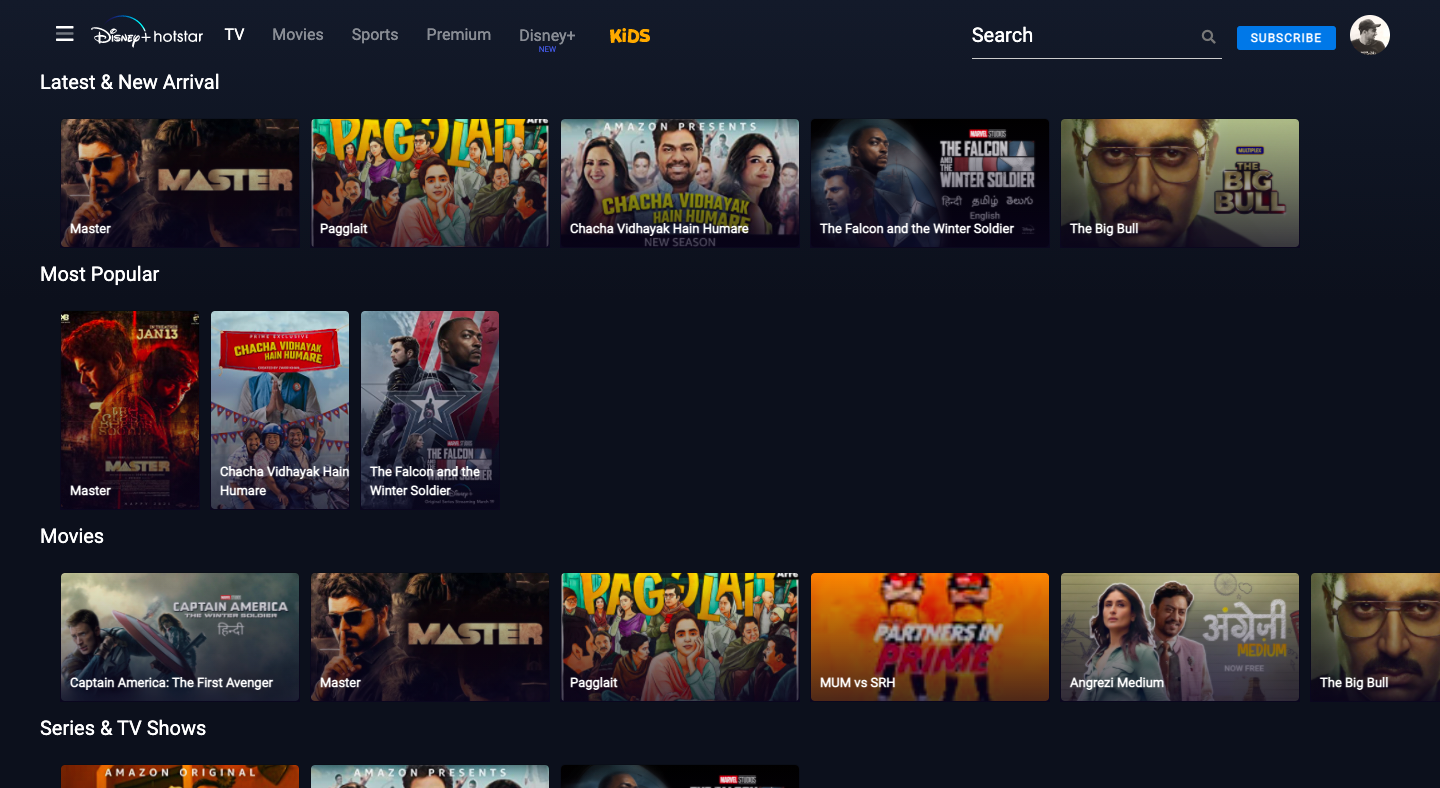 Disney+ hotstar
TV
Movies
Sports
Premium
Disney+
NEW
KiDS
Search
SUBSCRIBE
Latest & New Arrival
MASTER
Master
PAGGLAIT
Pagglait
AMAZON PRESENTS
CHACHA VIDHAYAK
HAIN HUMARE
NEW SEASON
Chacha Vidhayak Hain Humare
MARVEL STUDIOS
THE FALCON
AND THE
WINTER SOLDIER
हिन्दी தமிழ் తెలుగు
English
The Falcon and the Winter Soldier
MULTIPLEX
THE
BIG
BULL
The Big Bull
Most Popular
JAN 13
MASTER
Master
PRIME EXCLUSIVE
CHACHA VIDHAYAK
HAIN HUMARE
Chacha Vidhayak Hain
Humare
MARVEL STUDIOS
THE FALCON
WINTER SOLDIER
Disney+
The Falcon and the
Winter Soldier
Movies
CAPTAIN AMERICA
THE WINTER SOLDIER
हिन्दी
Captain America: The First Avenger
MASTER
Master
PAGGLAIT
Pagglait
PARTNERS IN
PRIME
MUM vs SRH
अंग्रेज़ी
MEDIUM
NOW FREE
Angrezi Medium
The Big Bull
Series & TV Shows
AMAZON ORIGINAL
AMAZON PRESENTS
MARVEL STUDIOS